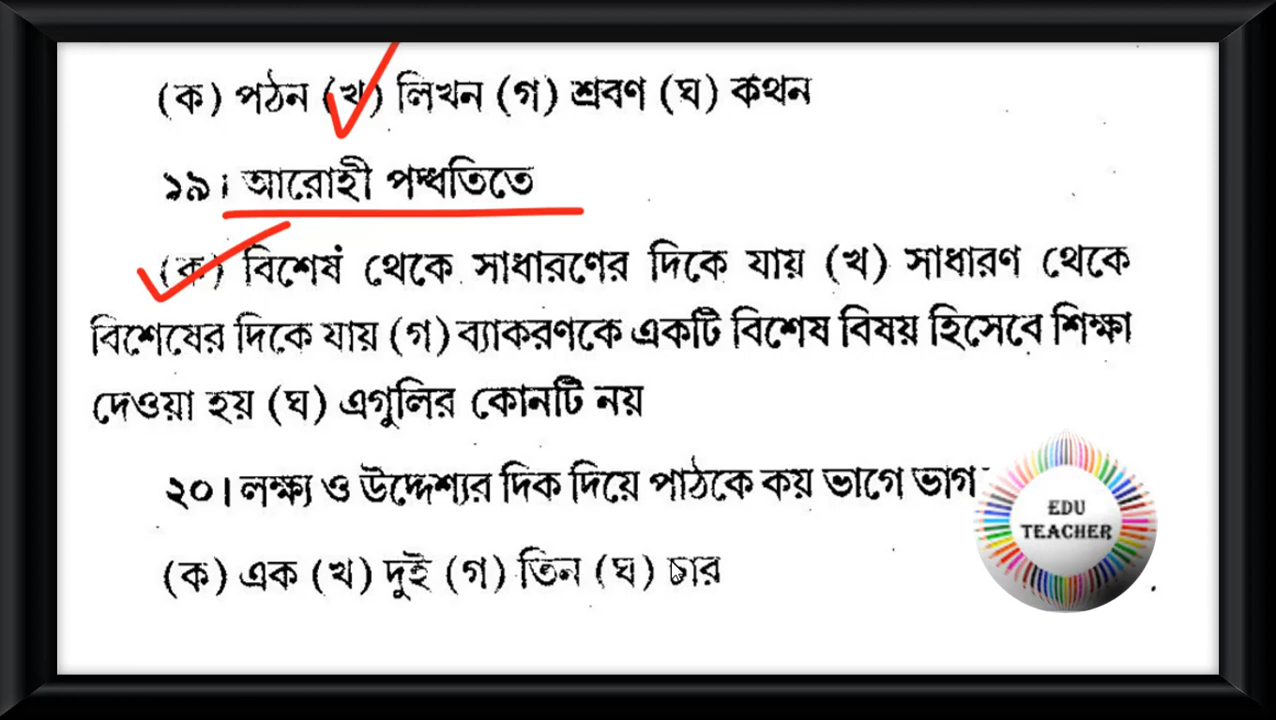 (ক) পঠন (খ) লিখন (গ) শ্রবণ (ঘ) কথন
১৯। আরোহী পদ্ধতিতে
(ক) বিশেষ থেকে সাধারণের দিকে যায় (খ) সাধারণ থেকে
বিশেষের দিকে যায় (গ) ব্যাকরণকে একটি বিশেষ বিষয় হিসেবে শিক্ষা
দেওয়া হয় (ঘ) এগুলির কোনটি নয়
২০। লক্ষ্য ও উদ্দেশ্যর দিক দিয়ে পাঠকে কয় ভাগে ভাগ
(ক) এক (খ) দুই (গ) তিন (ঘ) চার
EDU
TEACHER